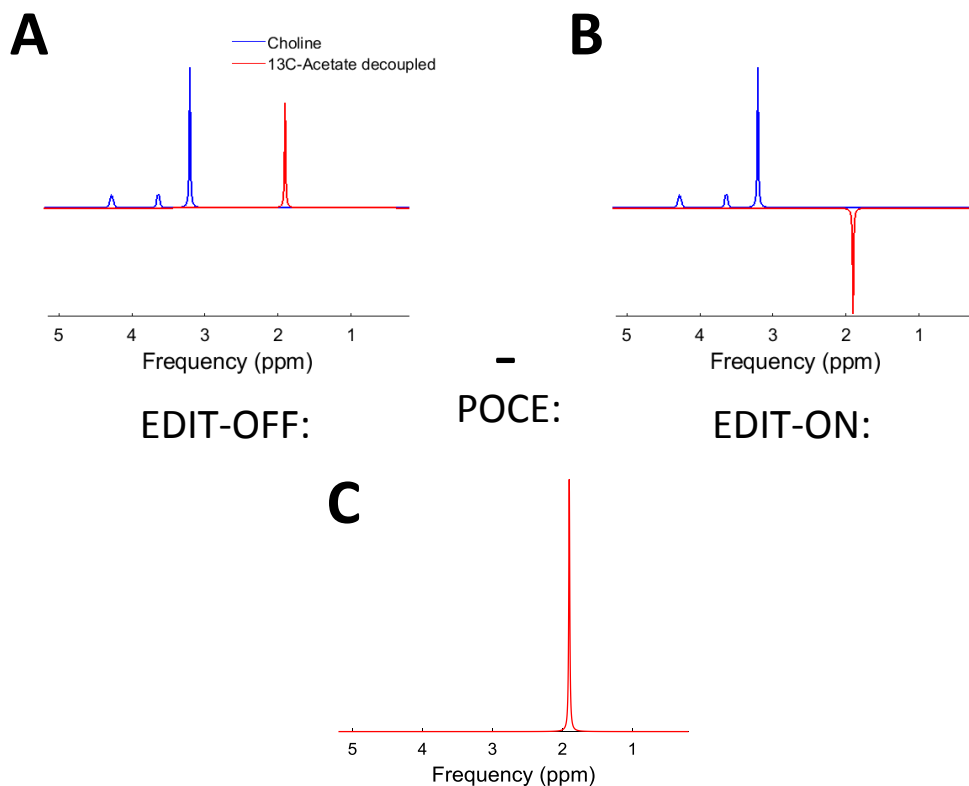 A
Choline
13C-Acetate decoupled
5 4 3 2 1
Frequency (ppm)
EDIT-OFF:
-
POCE:
B
5 4 3 2 1
Frequency (ppm)
EDIT-ON:
C
5 4 3 2 1
Frequency (ppm)